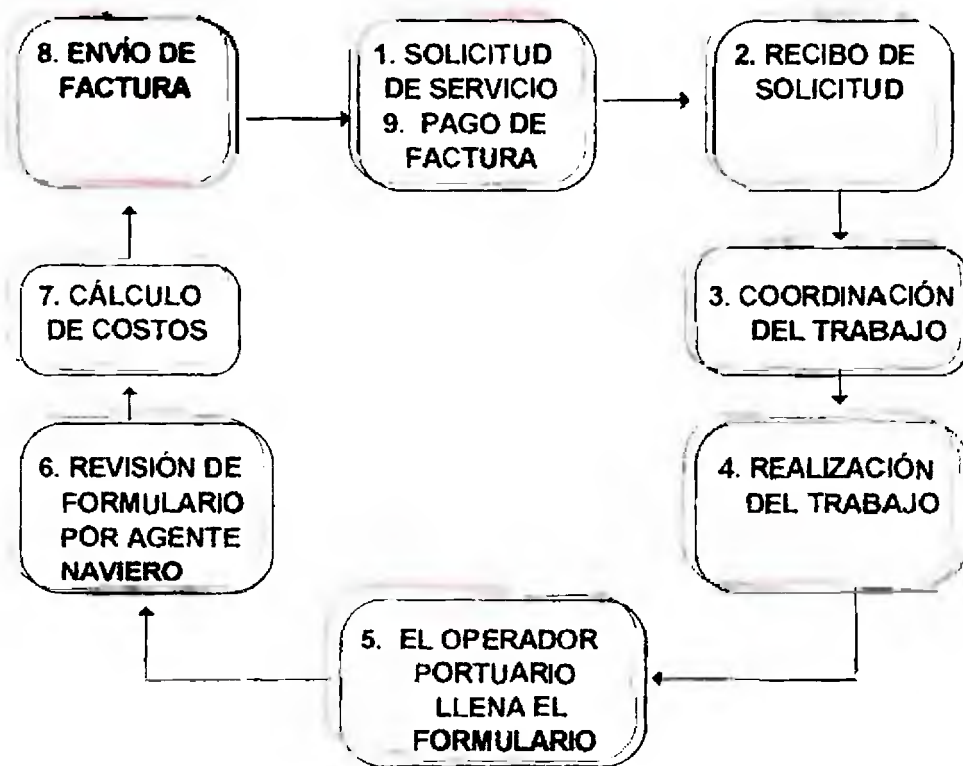 8. ENVÍO DE
FACTURA
1. SOLICITUD
DE SERVICIO
9. PAGO DE
FACTURA
2. RECIBO DE
SOLICITUD
3. COORDINACIÓN
DEL TRABAJO
4. REALIZACIÓN
DEL TRABAJO
5. EL OPERADOR
PORTUARIO
LLENA EL
FORMULARIO
6. REVISIÓN DE
FORMULARIO
POR AGENTE
NAVIERO
7. CÁLCULO
DE COSTOS